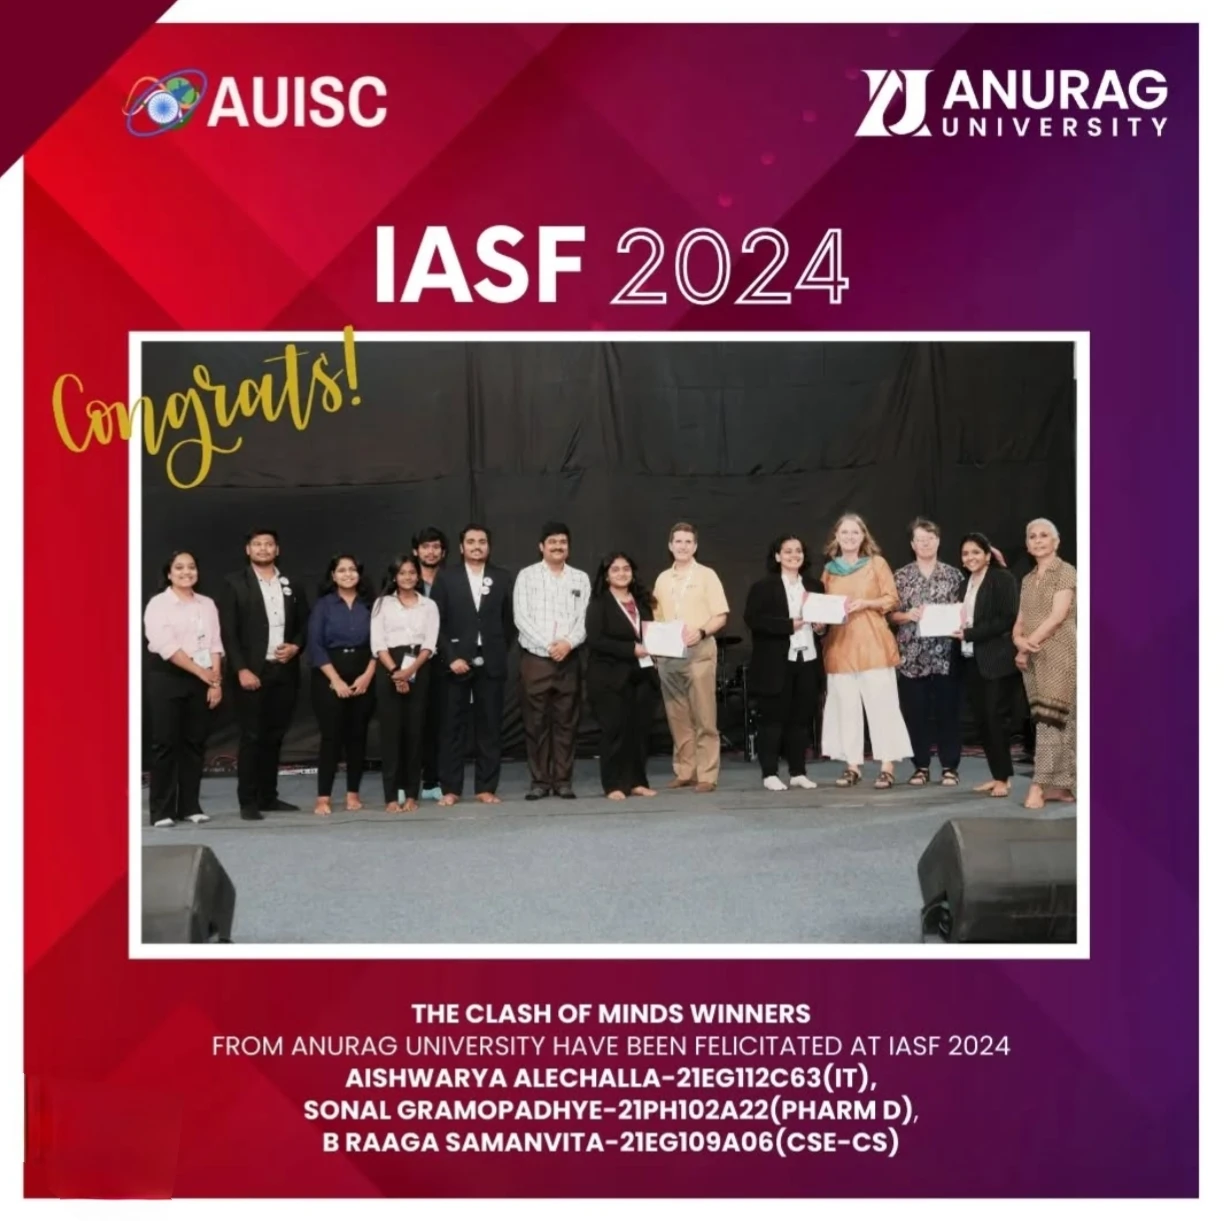 AUISC
ANURAG
UNIVERSITY
IASF 2024
Congrats!
THE CLASH OF MINDS WINNERS
FROM ANURAG UNIVERSITY HAVE BEEN FELICITATED AT IASF 2024
AISHWARYA ALECHALLA-21EG112C63(IT),
SONAL GRAMOPADHYE-21PH102A22(PHARM D),
B RAAGA SAMANVITA-21EG109A06(CSE-CS)